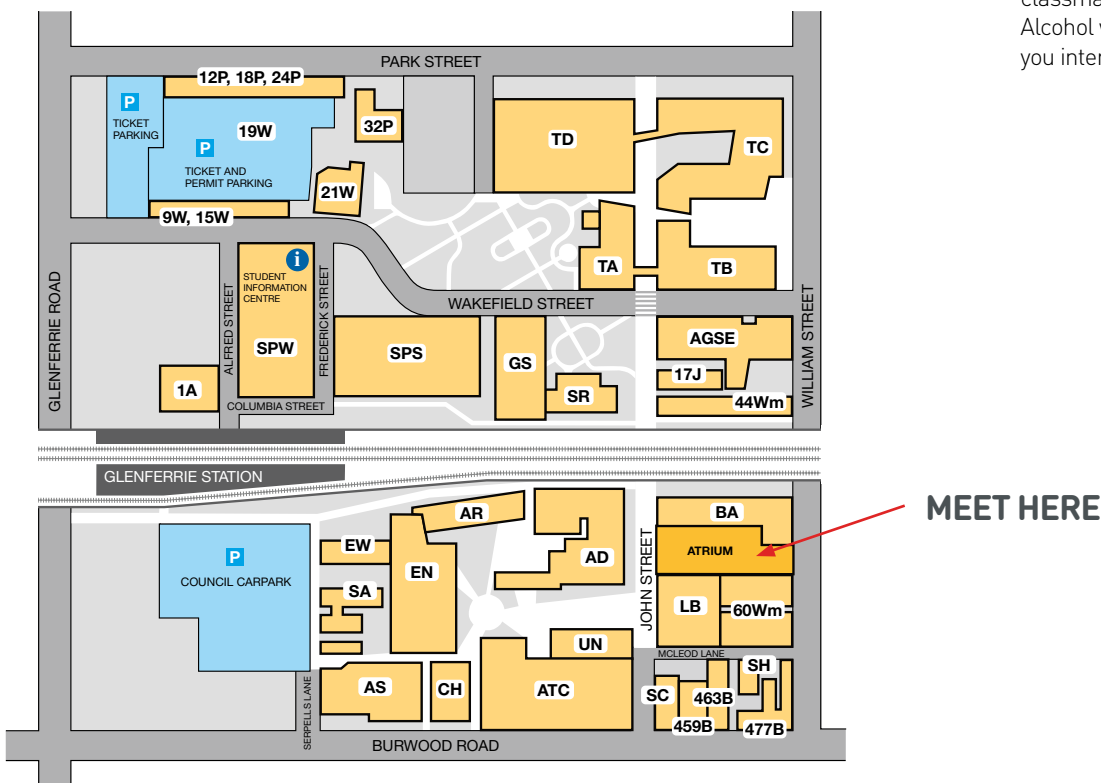 classma
Alcohol
you inter
PARK STREET
12P, 18P, 24P
P
TICKET
PARKING
19W
P
TICKET AND
PERMIT PARKING
32P
TD
TC
21W
9W, 15W
i
STUDENT
INFORMATION
CENTRE
SPW
TA
TB
GLENFERRIE ROAD
ALFRED STREET
FREDERICK STREET
WAKEFIELD STREET
WILLIAM STREET
SPS
GS
SR
AGSE
17J
44Wm
1A
COLUMBIA STREET
GLENFERRIE STATION
MEET HERE
BA
ATRIUM
AR
EW
EN
AD
P
COUNCIL CARPARK
SA
JOHN STREET
LB
60Wm
UN
MCLEOD LANE
SH
AS
CH
ATC
SC
463B
459B
477B
SERPELLS LANE
BURWOOD ROAD